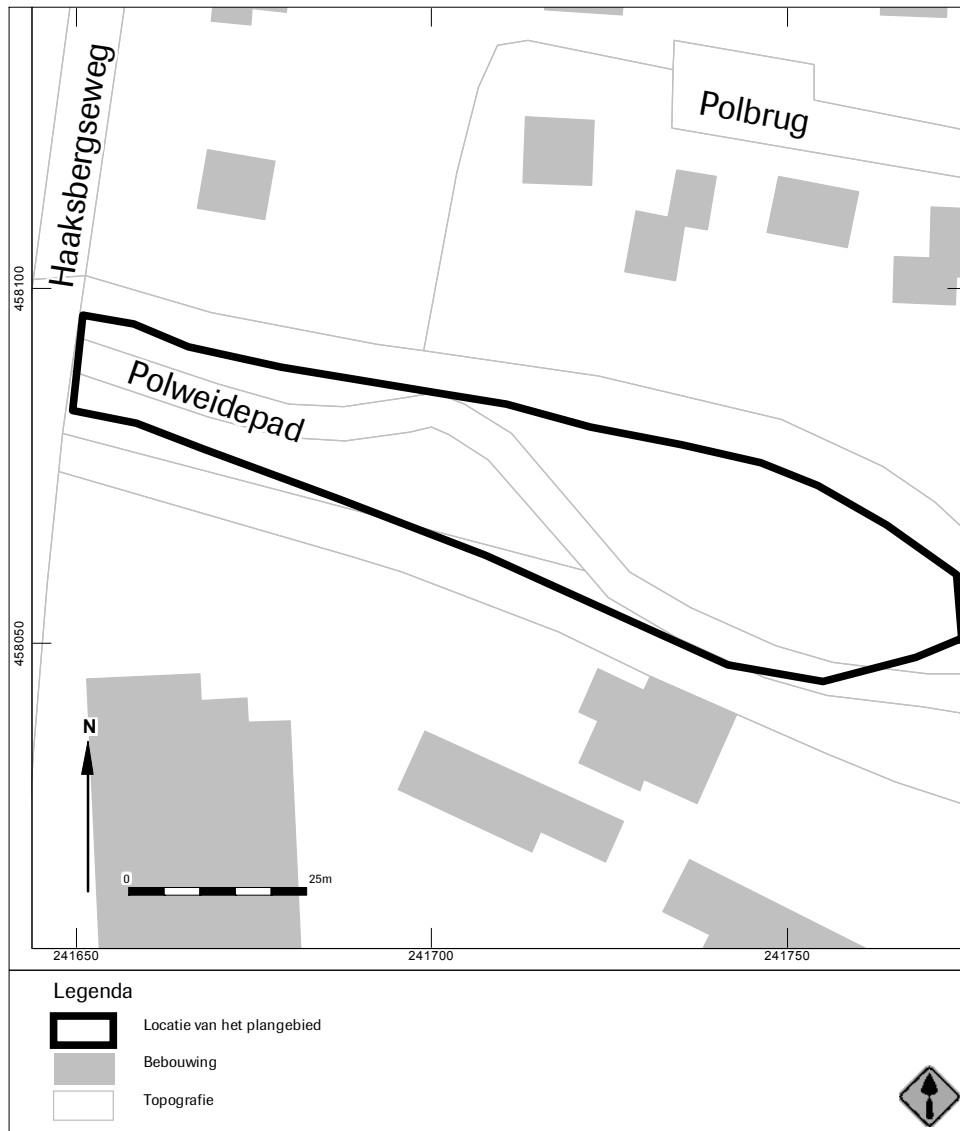 Haaksbergseweg
Polbrug
Polweidepad
458100
458050
N
0 25m
241650 241700 241750
Legenda
Locatie van het plangebied
Bebouwing
Topografie